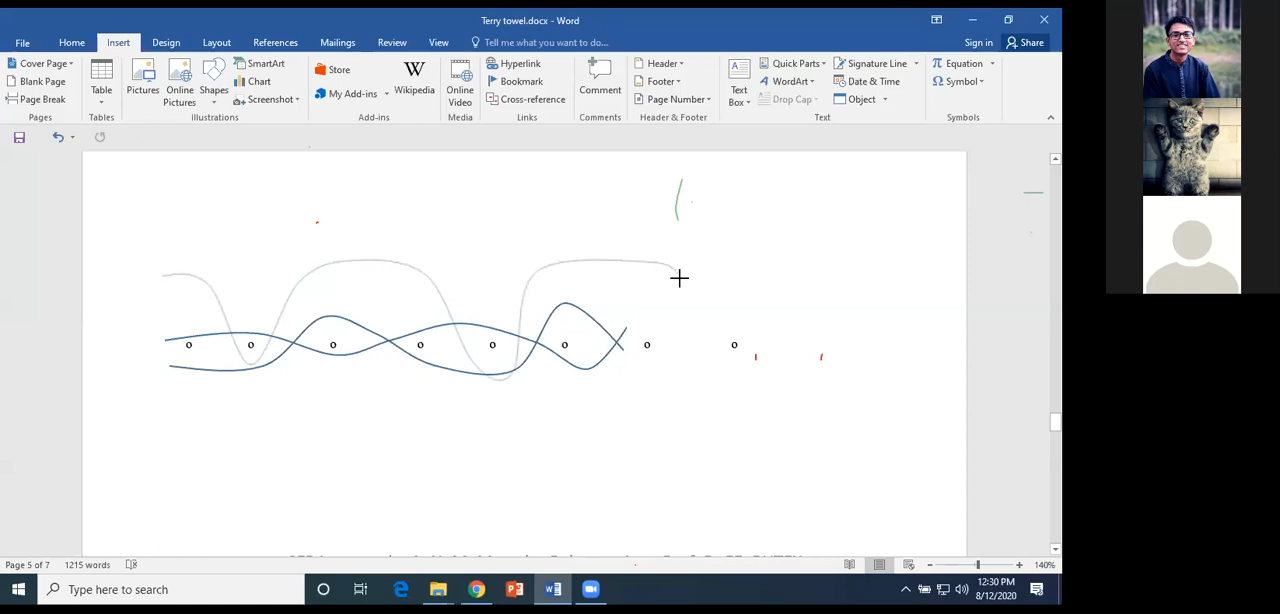 Terry towel.docx - Word
File Home Insert Design Layout References Mailings Review View Tell me what you want to do... Sign in Share
Cover Page
Blank Page
Page Break
Pages
Table
Tables
Pictures
Online Pictures
Shapes
SmartArt
Chart
Screenshot
Illustrations
Store
My Add-ins
W
Wikipedia
Add-ins
Online Video
Media
Hyperlink
Bookmark
Cross-reference
Links
Comment
Comments
Header
Footer
Page Number
Header & Footer
A
Text Box
Quick Parts
WordArt
Drop Cap
Signature Line
Date & Time
Object
Text
π Equation
Ω Symbol
Symbols
o o o o o o o o
Page 5 of 7 1215 words 140%
Type here to search
12:30 PM
8/12/2020